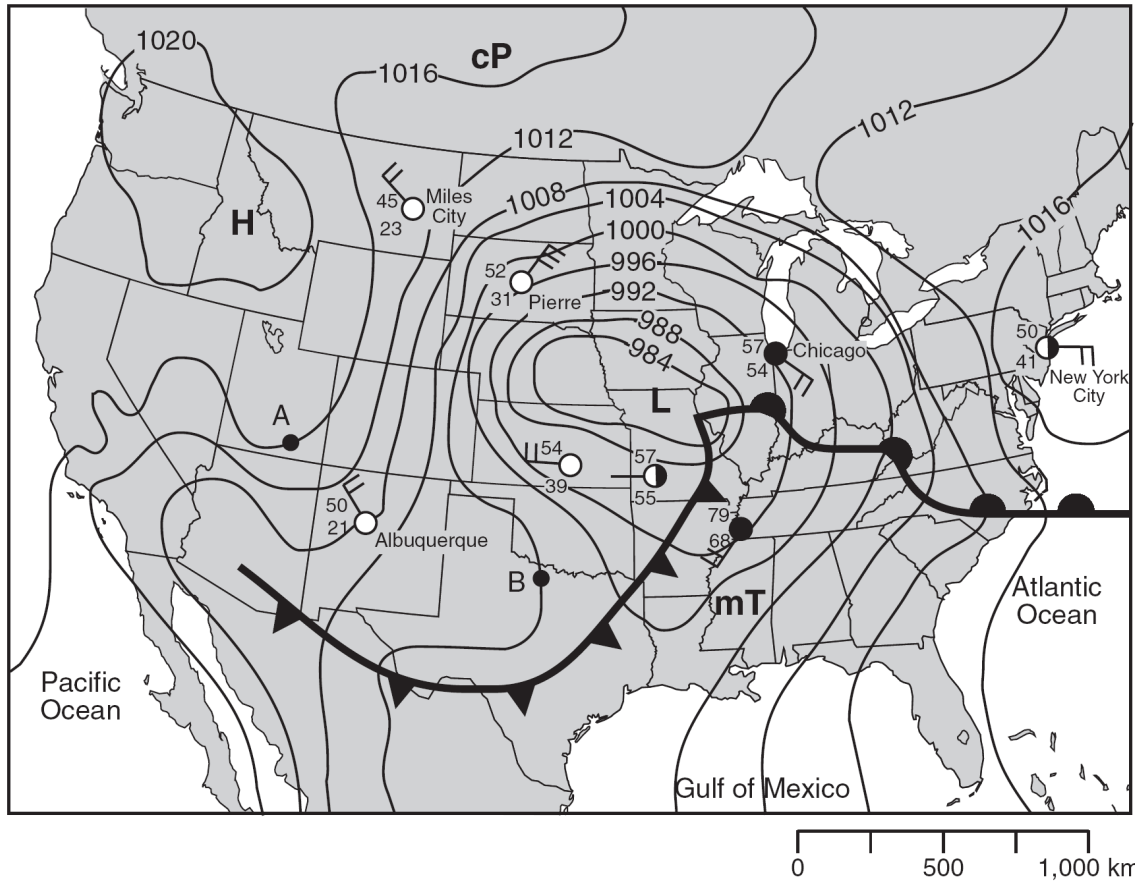 1020
cP
1016
1012
1012
1008
1004
1000
996
992
988
984
1016
H
45
Miles
City
23
52
31
Pierre
57
Chicago
54
50
41
New York
City
L
A
54
39
57
55
50
21
Albuquerque
79
68
B
mT
Atlantic
Ocean
Pacific
Ocean
Gulf of Mexico
0
500
1,000 km